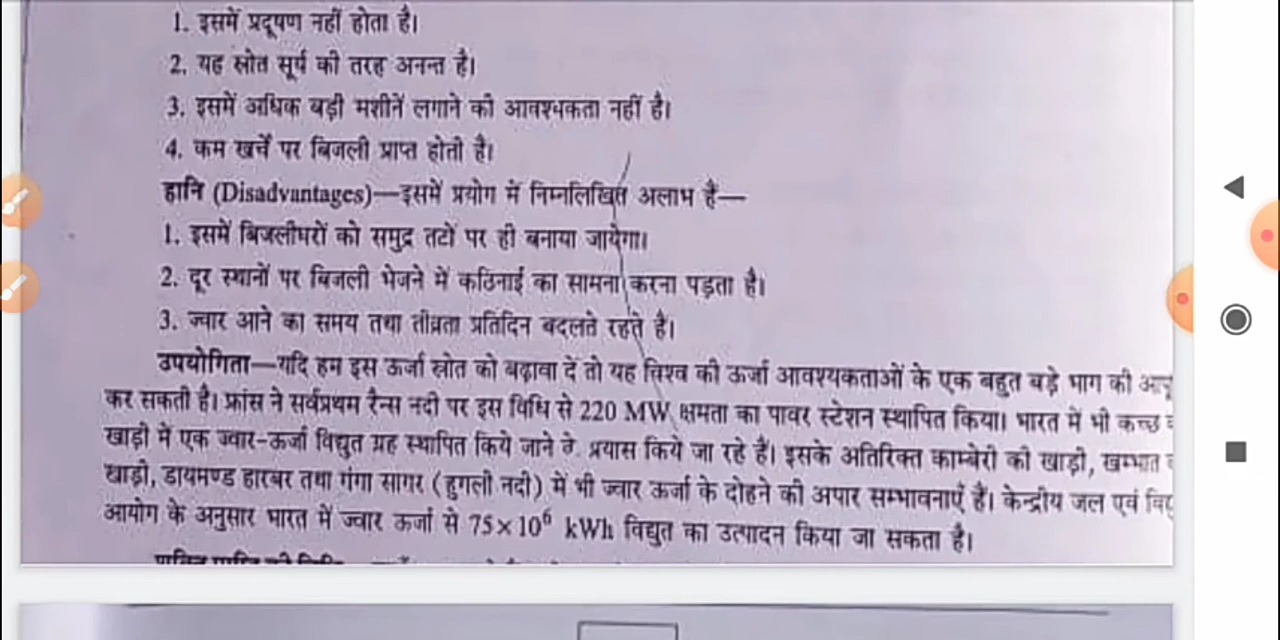 1. इसमें प्रदूषण नहीं होता है।
2. यह स्रोत सूर्य की तरह अनन्त है।
3. इसमें अधिक बड़ी मशीनें लगाने की आवश्यकता नहीं है।
4. कम खर्चे पर बिजली प्राप्त होती है।
हानि (Disadvantages)—इसमें प्रयोग में निम्नलिखित अलाभ हैं—
1. इसमें बिजलीघरों को समुद्र तटों पर ही बनाया जायेगा।
2. दूर स्थानों पर बिजली भेजने में कठिनाई का सामना करना पड़ता है।
3. ज्वार आने का समय तथा तीव्रता प्रतिदिन बदलते रहते हैं।
उपयोगिता—यदि हम इस ऊर्जा स्रोत को बढ़ावा दें तो यह विश्व की ऊर्जा आवश्यकताओं के एक बहुत बड़े भाग की
कर सकती है। फ्रांस ने सर्वप्रथम रैन्स नदी पर इस विधि से 220 MW क्षमता का पावर स्टेशन स्थापित किया। भारत में भी कच्छ
खाड़ी में एक ज्वार-ऊर्जा विद्युत ग्रह स्थापित किये जाने के प्रयास किये जा रहे हैं। इसके अतिरिक्त काम्बेरी की खाड़ी, खम्भात
खाड़ी, डायमण्ड हारबर तथा गंगा सागर (हुगली नदी) में भी ज्वार ऊर्जा के दोहने की अपार सम्भावनाएँ हैं। केन्द्रीय जल एवं
आयोग के अनुसार भारत में ज्वार ऊर्जा से 75×10⁶ kWh विद्युत का उत्पादन किया जा सकता है।